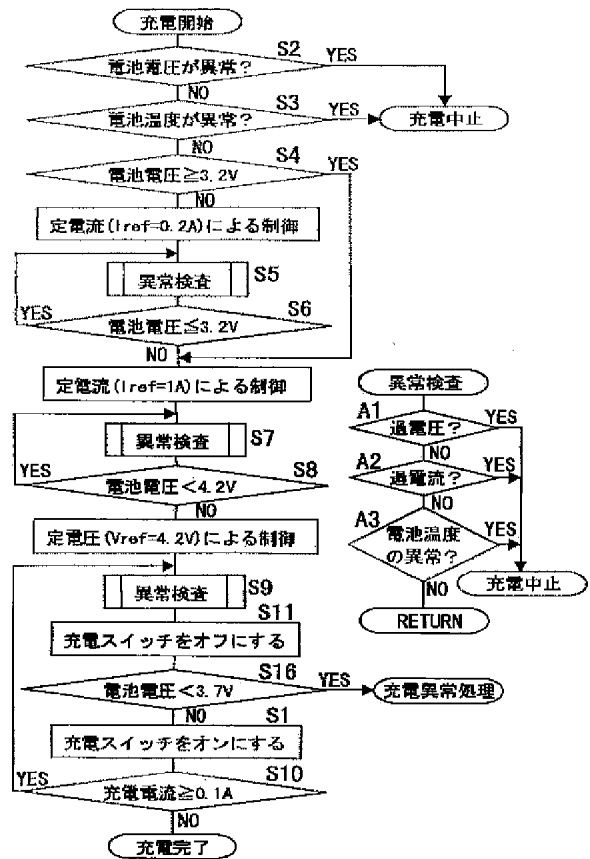 充電開始
S2
電池電圧が異常?
YES
NO
S3
電池温度が異常?
YES
充電中止
NO
S4
電池電圧≧3.2V
YES
NO
定電流(Iref=0.2A)による制御
異常検査
S5
YES
S6
電池電圧≦3.2V
NO
定電流(Iref=1A)による制御
異常検査
S7
YES
S8
電池電圧<4.2V
NO
定電圧(Vref=4.2V)による制御
異常検査
S9
S11
充電スイッチをオフにする
S16
電池電圧<3.7V
YES
充電異常処理
NO
S1
充電スイッチをオンにする
YES
S10
充電電流≧0.1A
NO
充電完了
異常検査
A1
過電圧?
YES
NO
A2
過電流?
YES
NO
A3
電池温度
の異常?
YES
NO
充電中止
RETURN